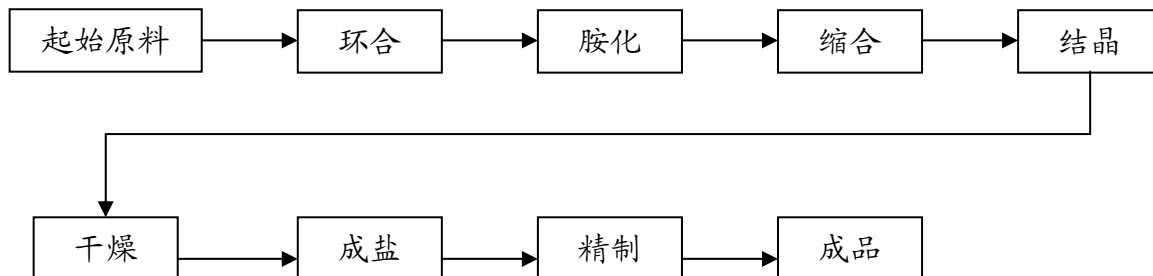 起始原料 环合 胺化 缩合 结晶
干燥 成盐 精制 成品